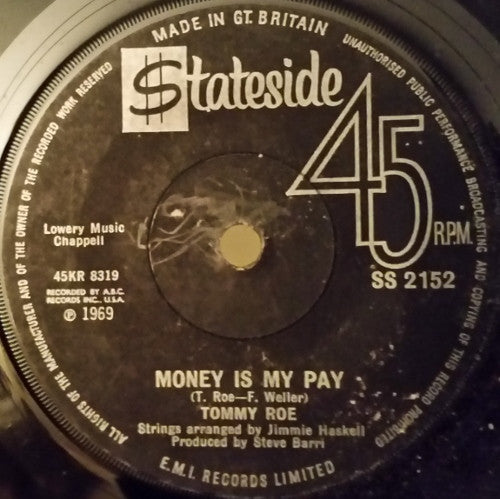 MADE IN GT. BRITAIN
UNAUTHORISED PUBLIC PERFORMANCE BROADCASTING AND COPYING OF THIS RECORD PROHIBITED
E.M.I. RECORDS LIMITED
ALL RIGHTS OF THE MANUFACTURER AND OF THE OWNER OF THE RECORDED WORK RESERVED
$tateside
45 R.P.M.
Lowery Music
Chappell
45KR 8319
SS 2152
RECORDED BY A.B.C.
RECORDS INC., U.S.A.
℗ 1969
MONEY IS MY PAY
(T. Roe—F. Weller)
TOMMY ROE
Strings arranged by Jimmie Haskell
Produced by Steve Barri